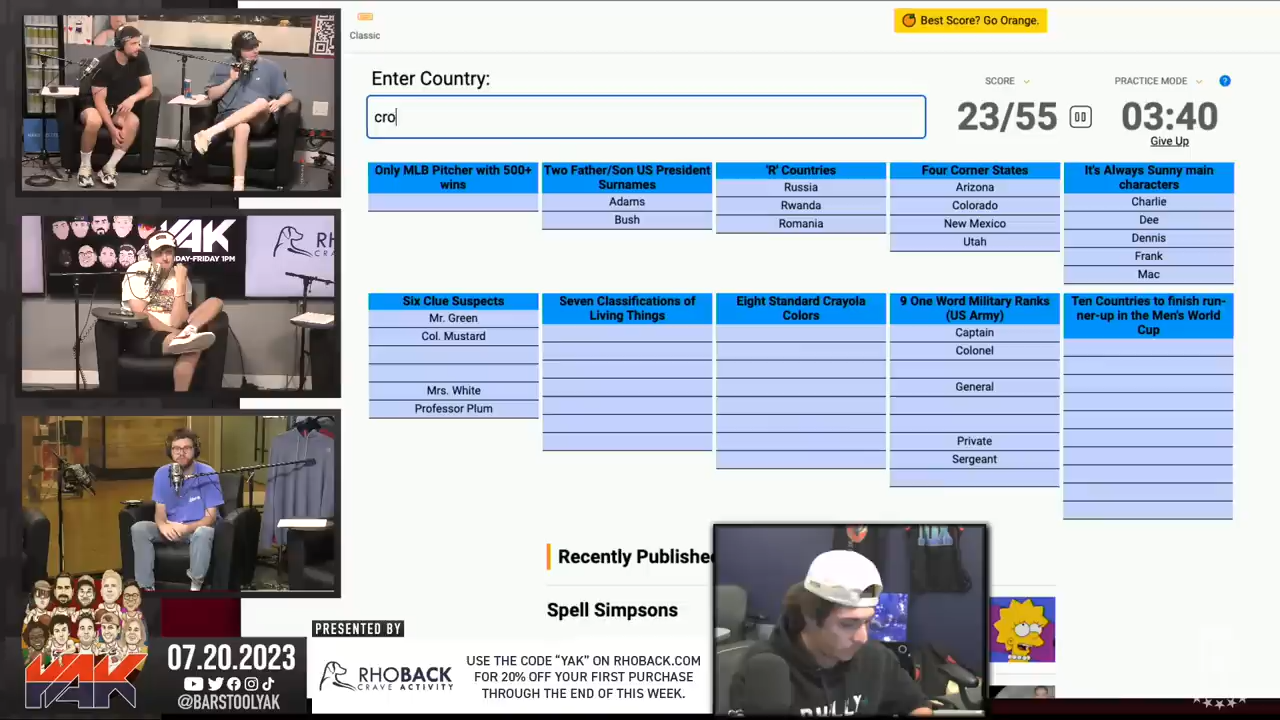 Classic
Best Score? Go Orange.
Enter Country:
cro
SCORE
PRACTICE MODE
?
23/55
03:40
Give Up
Only MLB Pitcher with 500+
wins
Two Father/Son US President
Surnames
Adams
Bush
'R' Countries
Russia
Rwanda
Romania
Four Corner States
Arizona
Colorado
New Mexico
Utah
It's Always Sunny main
characters
Charlie
Dee
Dennis
Frank
Mac
Six Clue Suspects
Mr. Green
Col. Mustard
Mrs. White
Professor Plum
Seven Classifications of
Living Things
Eight Standard Crayola
Colors
9 One Word Military Ranks
(US Army)
Captain
Colonel
General
Private
Sergeant
Ten Countries to finish run-
ner-up in the Men's World
Cup
Recently Publishe
Spell Simpsons
YAK
DAY-FRIDAY 1PM
RH
CRA
YAK
07.20.2023
@BARSTOOLYAK
PRESENTED BY
RHOBACK
CRAVE ACTIVITY
USE THE CODE "YAK" ON RHOBACK.COM
FOR 20% OFF YOUR FIRST PURCHASE
THROUGH THE END OF THIS WEEK.